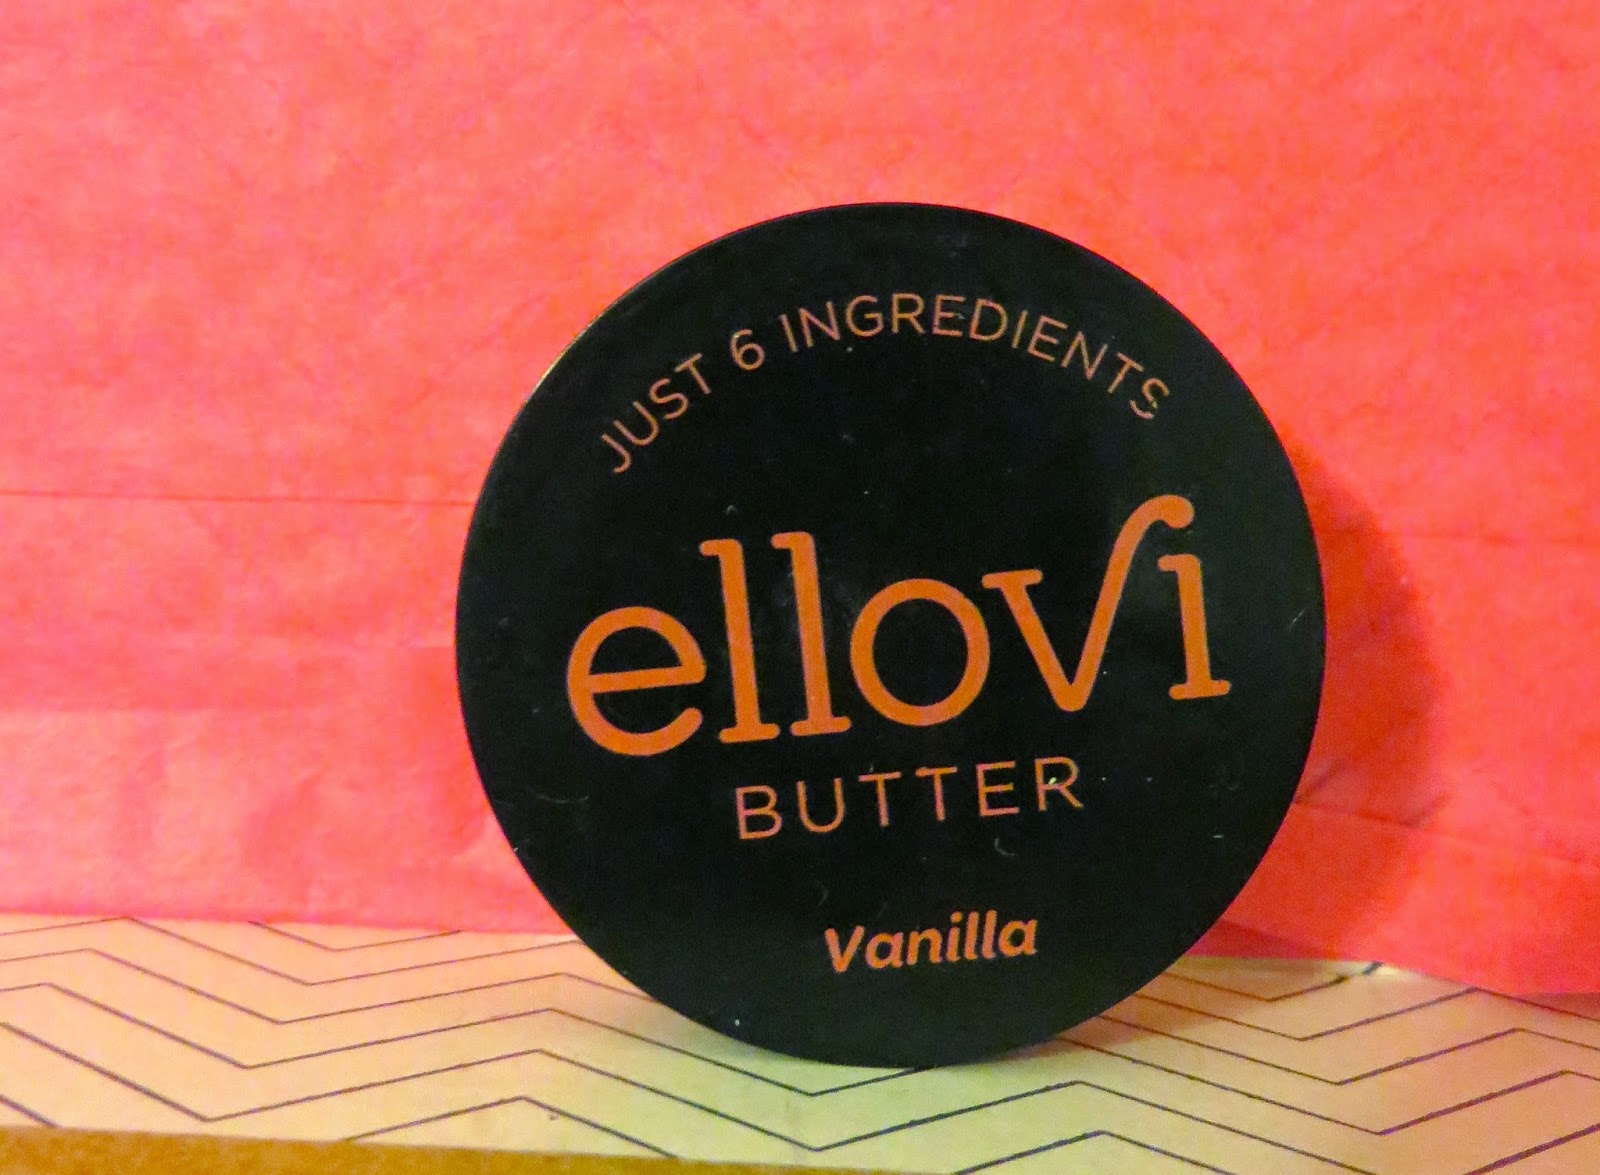 JUST 6 INGREDIENTS
ellovi
BUTTER
Vanilla